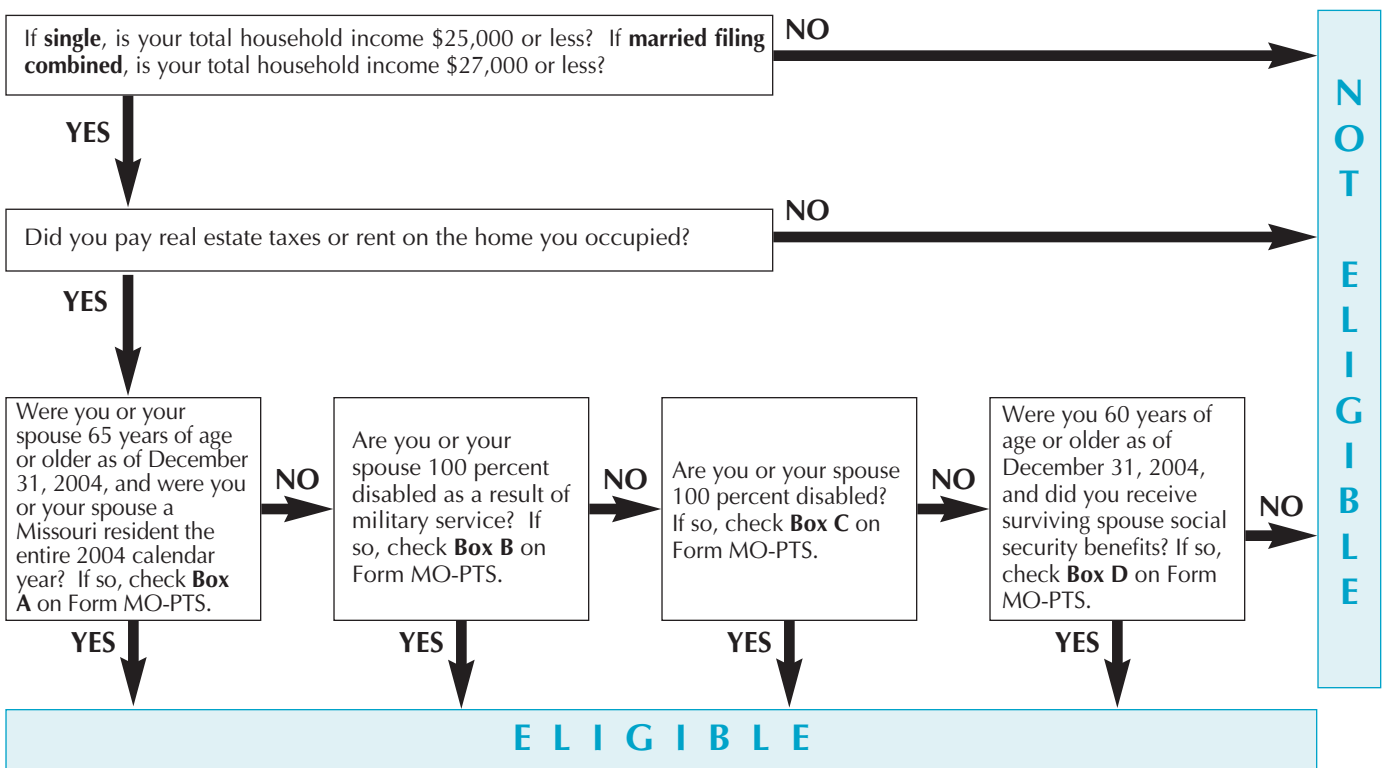 If single, is your total household income $25,000 or less? If married filing
combined, is your total household income $27,000 or less?
NO
YES
Did you pay real estate taxes or rent on the home you occupied?
NO
YES
Were you or your
spouse 65 years of age
or older as of December
31, 2004, and were you
or your spouse a
Missouri resident the
entire 2004 calendar
year? If so, check Box
A on Form MO-PTS.
NO
Are you or your
spouse 100 percent
disabled as a result of
military service? If
so, check Box B on
Form MO-PTS.
NO
Are you or your spouse
100 percent disabled?
If so, check Box C on
Form MO-PTS.
NO
Were you 60 years of
age or older as of
December 31, 2004,
and did you receive
surviving spouse social
security benefits? If so,
check Box D on Form
MO-PTS.
NO
YES
YES
YES
YES
NOT ELIGIBLE
ELIGIBLE